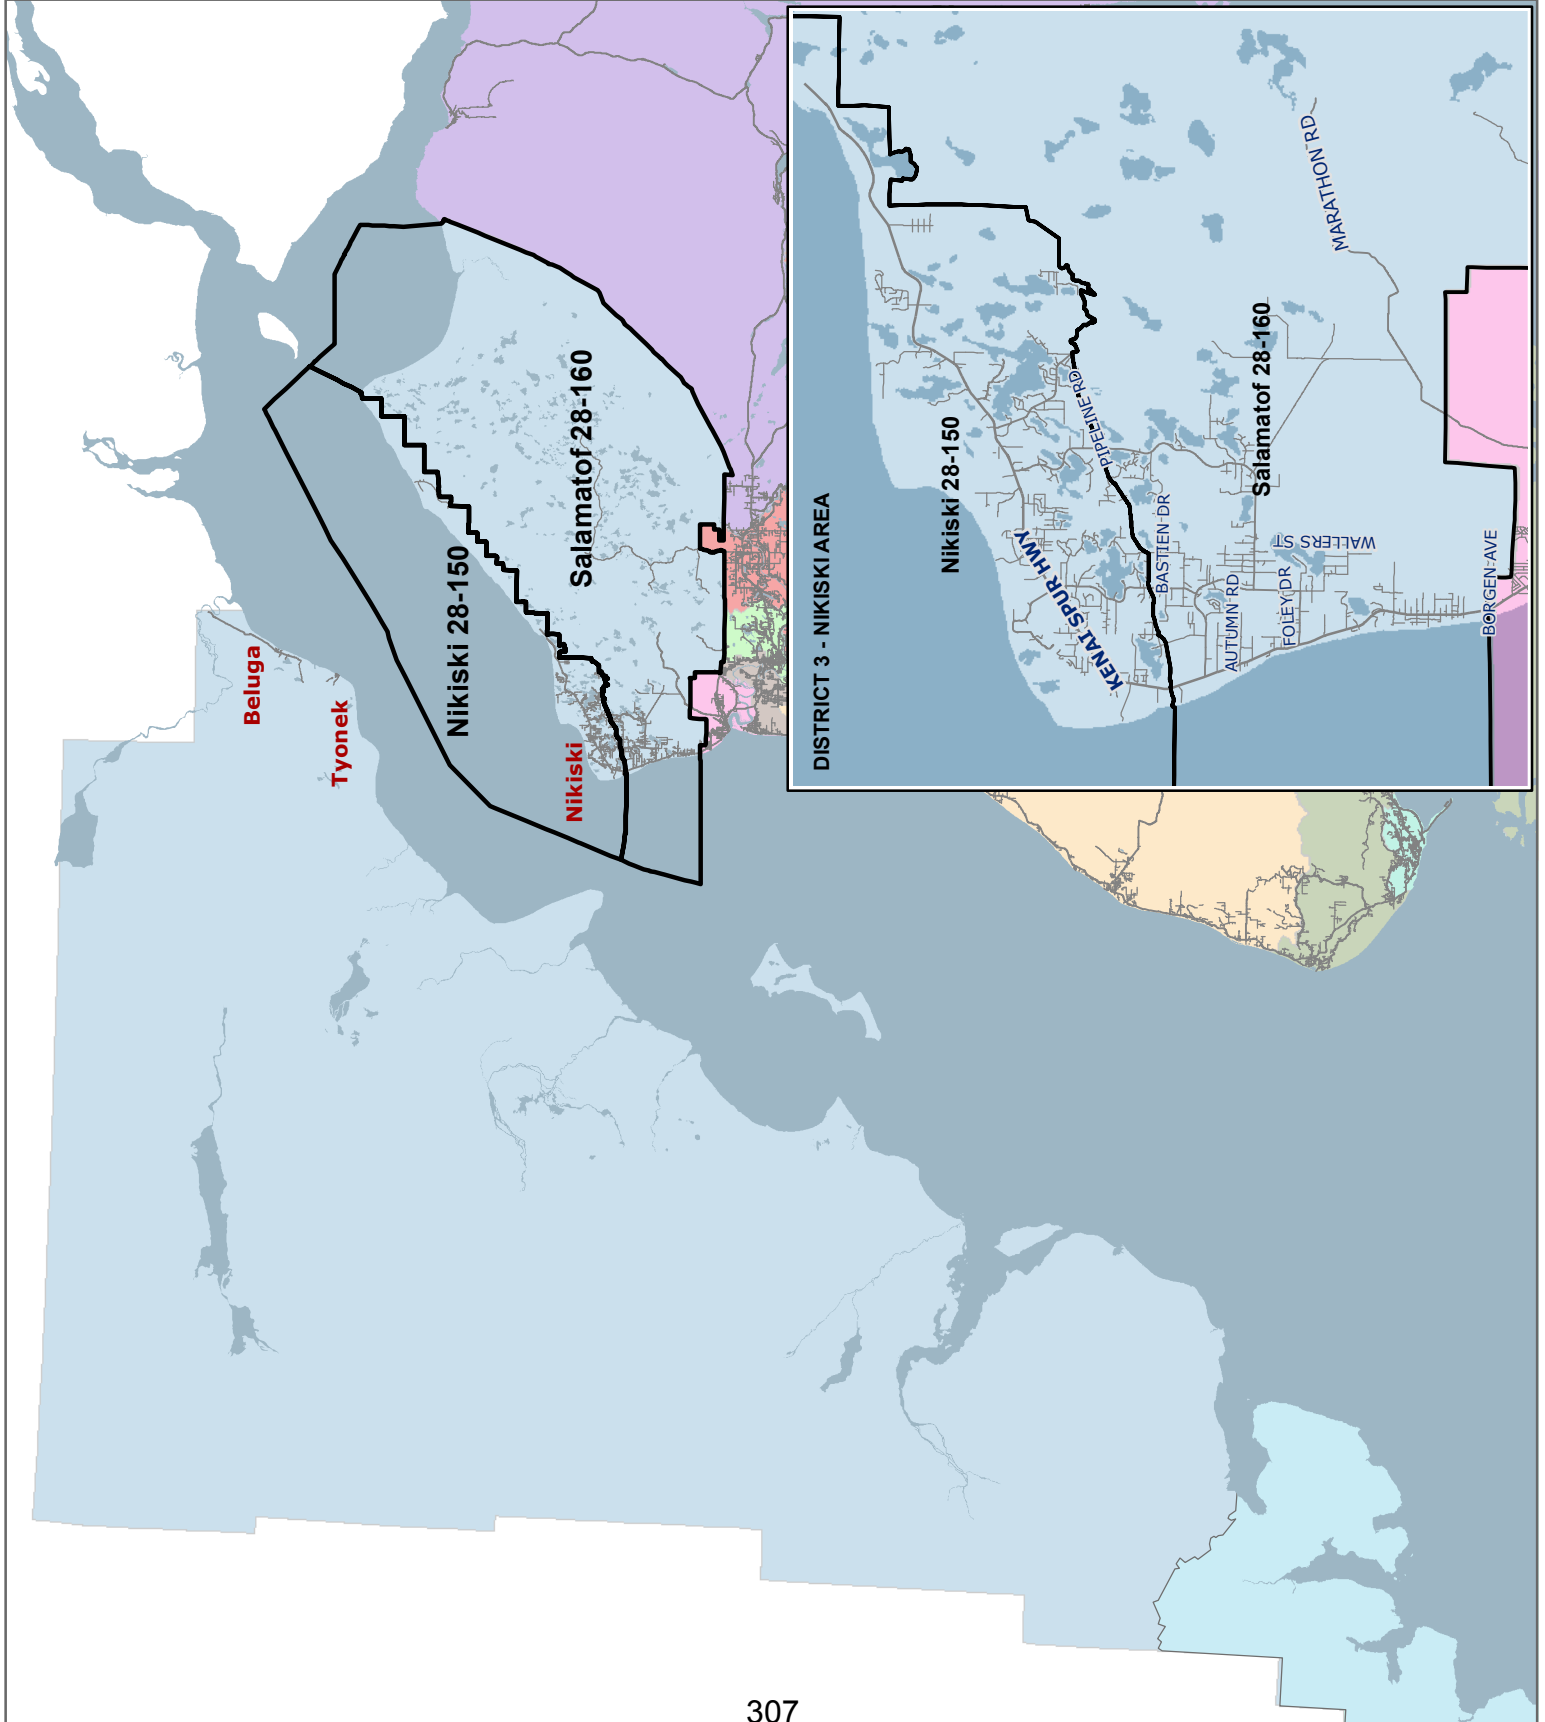 Beluga
Tyonek
Nikiski
Nikiski 28-150
Salamatof 28-160
DISTRICT 3 - NIKISKI AREA
Nikiski 28-150
Salamatof 28-160
KENAI SPUR HWY
PIPELINE RD
MARATHON RD
BASTIEN DR
AUTUMN RD
FOLEY DR
WALLERS ST
BORGEN AVE
307